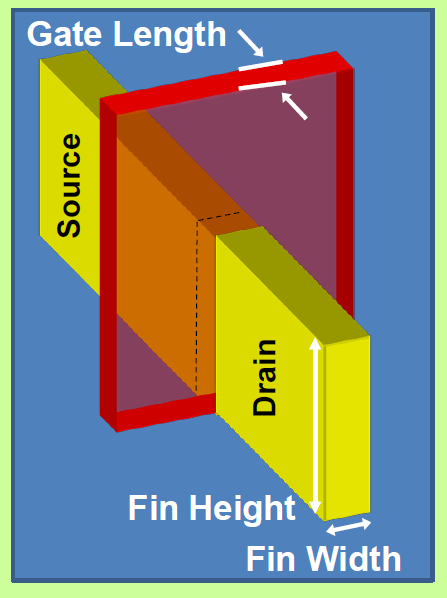 Gate Length
Source
Drain
Fin Height
Fin Width